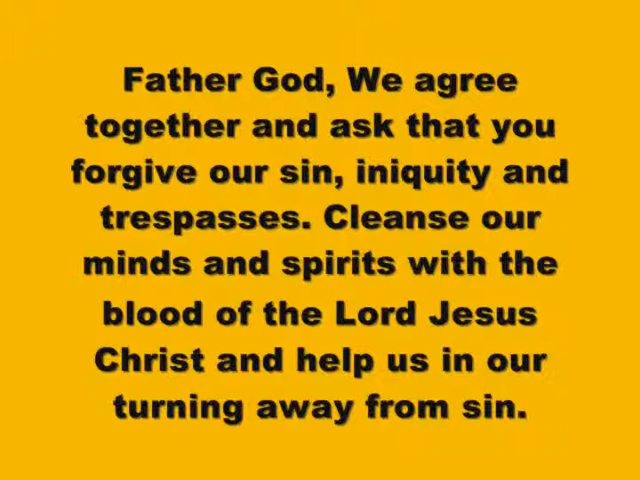 Father God, We agree
together and ask that you
forgive our sin, iniquity and
trespasses. Cleanse our
minds and spirits with the
blood of the Lord Jesus
Christ and help us in our
turning away from sin.